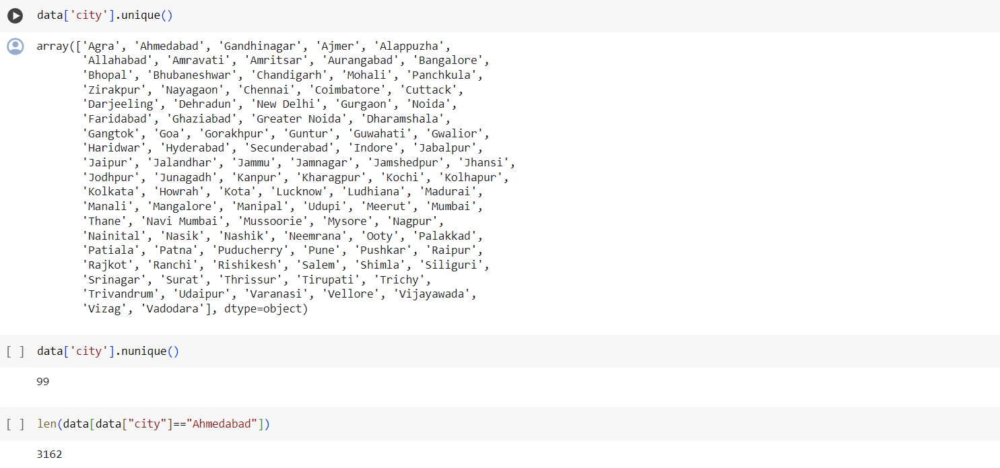 data['city'].unique()
array(['Agra', 'Ahmedabad', 'Gandhinagar', 'Ajmer', 'Alappuzha',
'Allahabad', 'Amravati', 'Amritsar', 'Aurangabad', 'Bangalore',
'Bhopal', 'Bhubaneshwar', 'Chandigarh', 'Mohali', 'Panchkula',
'Zirakpur', 'Nayagaon', 'Chennai', 'Coimbatore', 'Cuttack',
'Darjeeling', 'Dehradun', 'New Delhi', 'Gurgaon', 'Noida',
'Faridabad', 'Ghaziabad', 'Greater Noida', 'Dharamshala',
'Gangtok', 'Goa', 'Gorakhpur', 'Guntur', 'Guwahati', 'Gwalior',
'Haridwar', 'Hyderabad', 'Secunderabad', 'Indore', 'Jabalpur',
'Jaipur', 'Jalandhar', 'Jammu', 'Jamnagar', 'Jamshedpur', 'Jhansi',
'Jodhpur', 'Junagadh', 'Kanpur', 'Kharagpur', 'Kochi', 'Kolhapur',
'Kolkata', 'Howrah', 'Kota', 'Lucknow', 'Ludhiana', 'Madurai',
'Manali', 'Mangalore', 'Manipal', 'Udupi', 'Meerut', 'Mumbai',
'Thane', 'Navi Mumbai', 'Mussoorie', 'Mysore', 'Nagpur',
'Nainital', 'Nasik', 'Nashik', 'Neemrana', 'Ooty', 'Palakkad',
'Patiala', 'Patna', 'Puducherry', 'Pune', 'Pushkar', 'Raipur',
'Rajkot', 'Ranchi', 'Rishikesh', 'Salem', 'Shimla', 'Siliguri',
'Srinagar', 'Surat', 'Thrissur', 'Tirupati', 'Trichy',
'Trivandrum', 'Udaipur', 'Varanasi', 'Vellore', 'Vijayawada',
'Vizag', 'Vadodara'], dtype=object)
[ ] data['city'].nunique()
99
[ ] len(data[data["city"]=="Ahmedabad"])
3162